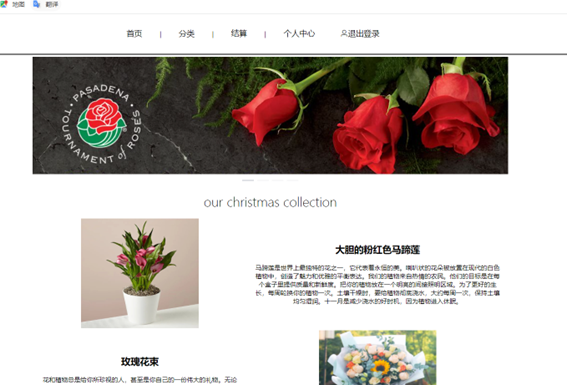 地图 翻译
首页 | 分类 | 结算 | 个人中心 退出登录
PASADENA
TOURNAMENT of ROSES
our christmas collection
大胆的粉红色马蹄莲
马蹄莲是世界上最独特的花之一，它代表着永恒的美。喇叭状的花朵被放置在现代的白色
植物中，创造了魅力和优雅的平衡表达。我们的植物来自热情的农民。他们的目标是在每
个盒子里提供质量和新鲜度。把你的植物放在一个明亮的间接照明区域。为了更好的生
长，每周轮换你的植物一次。土壤干燥时，要给植物彻底浇水，大约每周一次，保持土壤
均匀湿润。十一月是减少浇水的好时机，因为植物进入休眠。
玫瑰花束
花和植物总是给你所珍视的人，甚至是你自己的一份伟大的礼物。无论